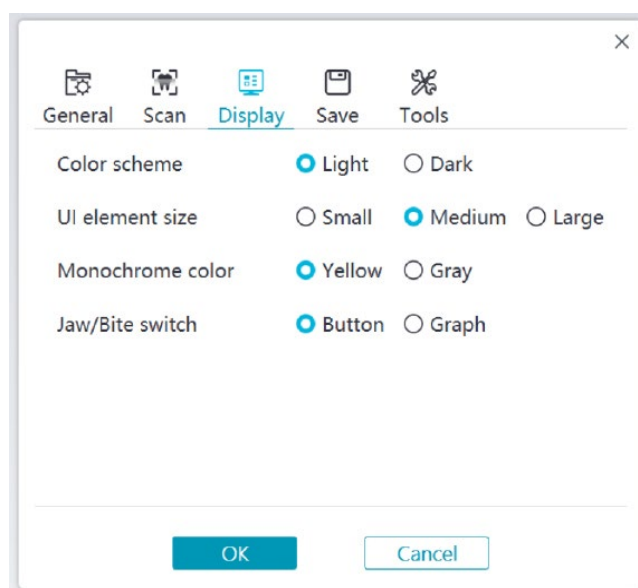 General Scan Display Save Tools
Color scheme Light Dark
UI element size Small Medium Large
Monochrome color Yellow Gray
Jaw/Bite switch Button Graph
OK Cancel